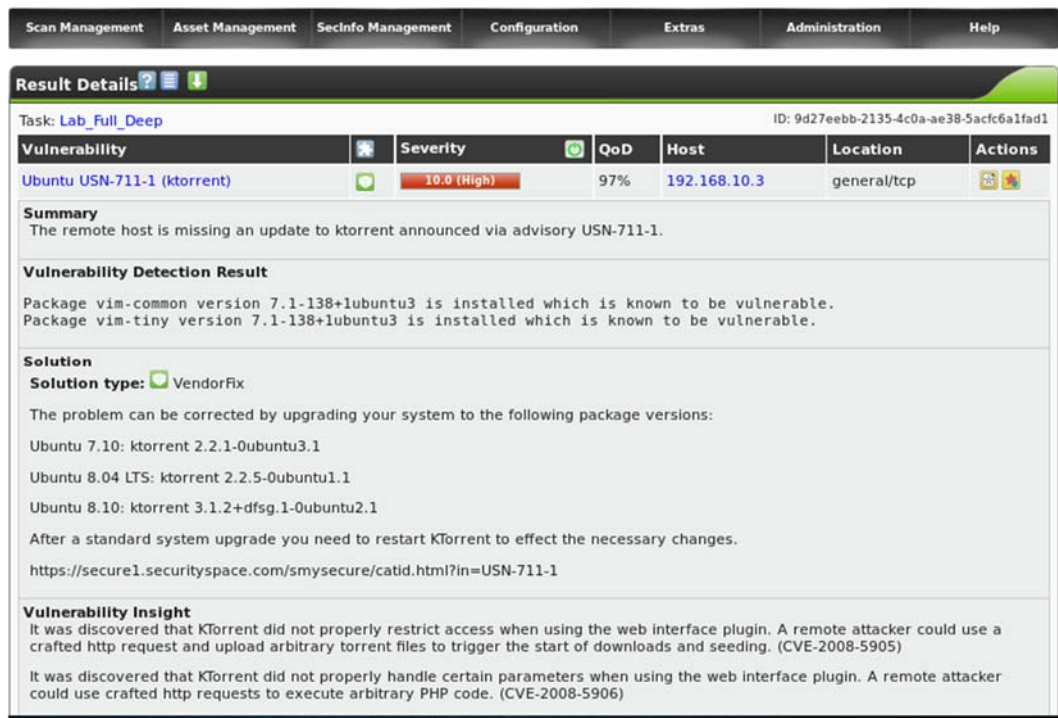 Scan Management Asset Management SecInfo Management Configuration Extras Administration Help
Result Details
Task: Lab_Full_Deep ID: 9d27eebb-2135-4c0a-ae38-5acfc6a1fad1
Vulnerability Severity QoD Host Location Actions
Ubuntu USN-711-1 (ktorrent) 10.0 (High) 97% 192.168.10.3 general/tcp
Summary
The remote host is missing an update to ktorrent announced via advisory USN-711-1.
Vulnerability Detection Result
Package vim-common version 7.1-138+1ubuntu3 is installed which is known to be vulnerable.
Package vim-tiny version 7.1-138+1ubuntu3 is installed which is known to be vulnerable.
Solution
Solution type: VendorFix
The problem can be corrected by upgrading your system to the following package versions:
Ubuntu 7.10: ktorrent 2.2.1-0ubuntu3.1
Ubuntu 8.04 LTS: ktorrent 2.2.5-0ubuntu1.1
Ubuntu 8.10: ktorrent 3.1.2+dfsg.1-0ubuntu2.1
After a standard system upgrade you need to restart KTorrent to effect the necessary changes.
https://secure1.securityspace.com/smysecure/catid.html?in=USN-711-1
Vulnerability Insight
It was discovered that KTorrent did not properly restrict access when using the web interface plugin. A remote attacker could use a
crafted http request and upload arbitrary torrent files to trigger the start of downloads and seeding. (CVE-2008-5905)
It was discovered that KTorrent did not properly handle certain parameters when using the web interface plugin. A remote attacker
could use crafted http requests to execute arbitrary PHP code. (CVE-2008-5906)